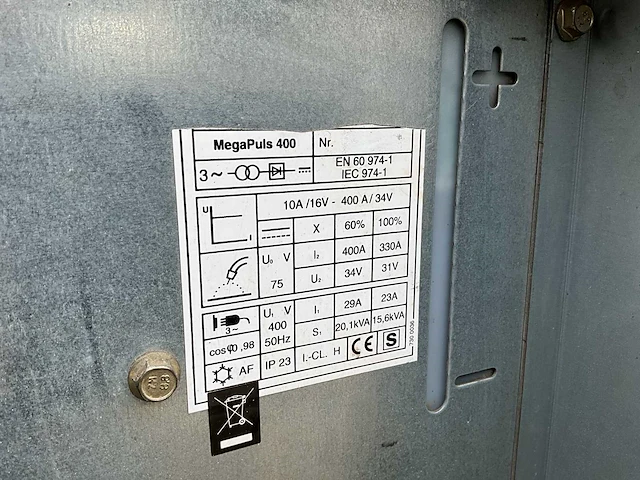 MegaPuls 400 Nr.
3~ EN 60 974-1
IEC 974-1
10A /16V - 400 A / 34V
U I
X 60% 100%
U₀ V I₂ 400A 330A
75 U₂ 34V 31V
3~ U₁ V I₁ 29A 23A
400
50Hz S₁ 20,1kVA 15,6kVA
cosφ0,98
AF IP 23 I.-CL. H CE S